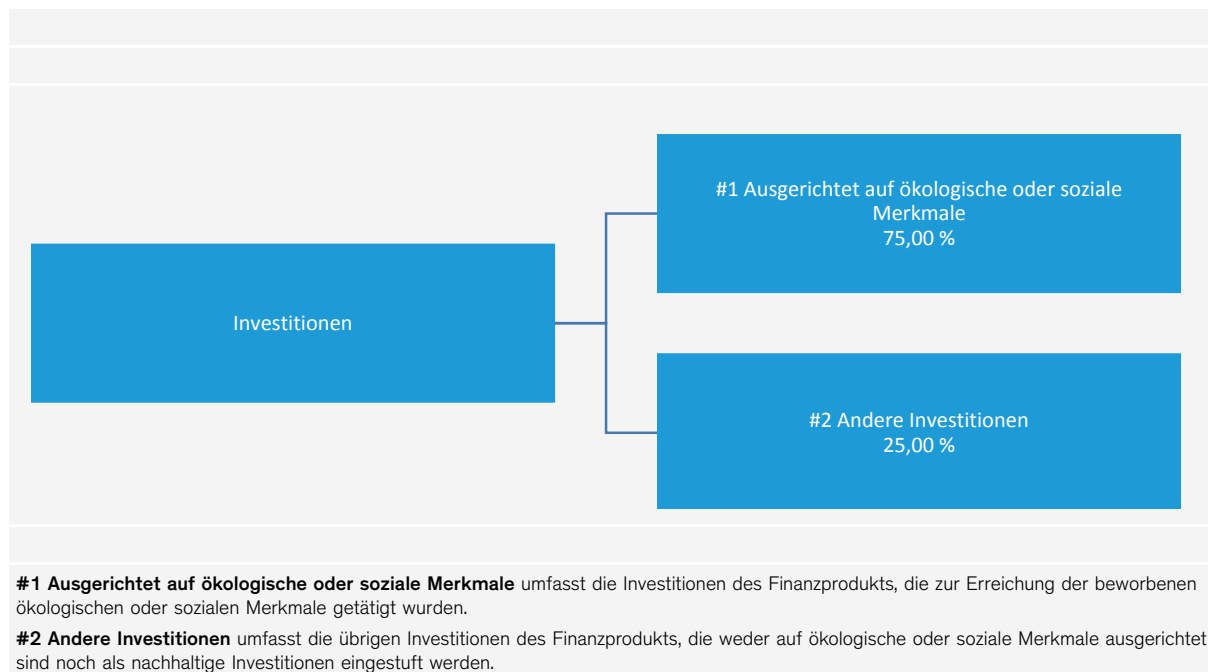 #1 Ausgerichtet auf ökologische oder soziale
Merkmale
75,00 %
Investitionen
#2 Andere Investitionen
25,00 %
#1 Ausgerichtet auf ökologische oder soziale Merkmale umfasst die Investitionen des Finanzprodukts, die zur Erreichung der beworbenen
ökologischen oder sozialen Merkmale getätigt wurden.
#2 Andere Investitionen umfasst die übrigen Investitionen des Finanzprodukts, die weder auf ökologische oder soziale Merkmale ausgerichtet
sind noch als nachhaltige Investitionen eingestuft werden.